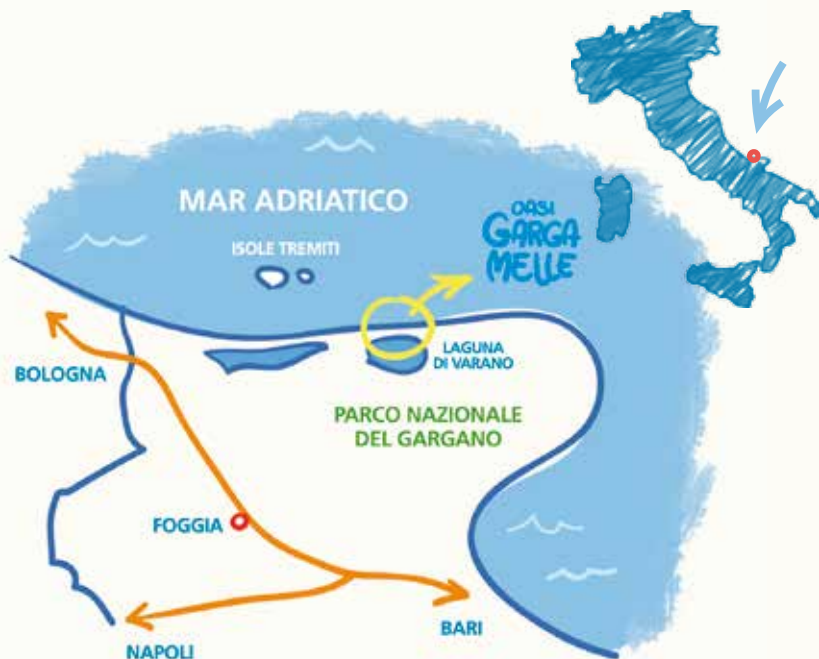 MAR ADRIATICO
ISOLE TREMITI
OASI
GARGA
MELLE
LAGUNA
DI VARANO
BOLOGNA
PARCO NAZIONALE
DEL GARGANO
FOGGIA
BARI
NAPOLI